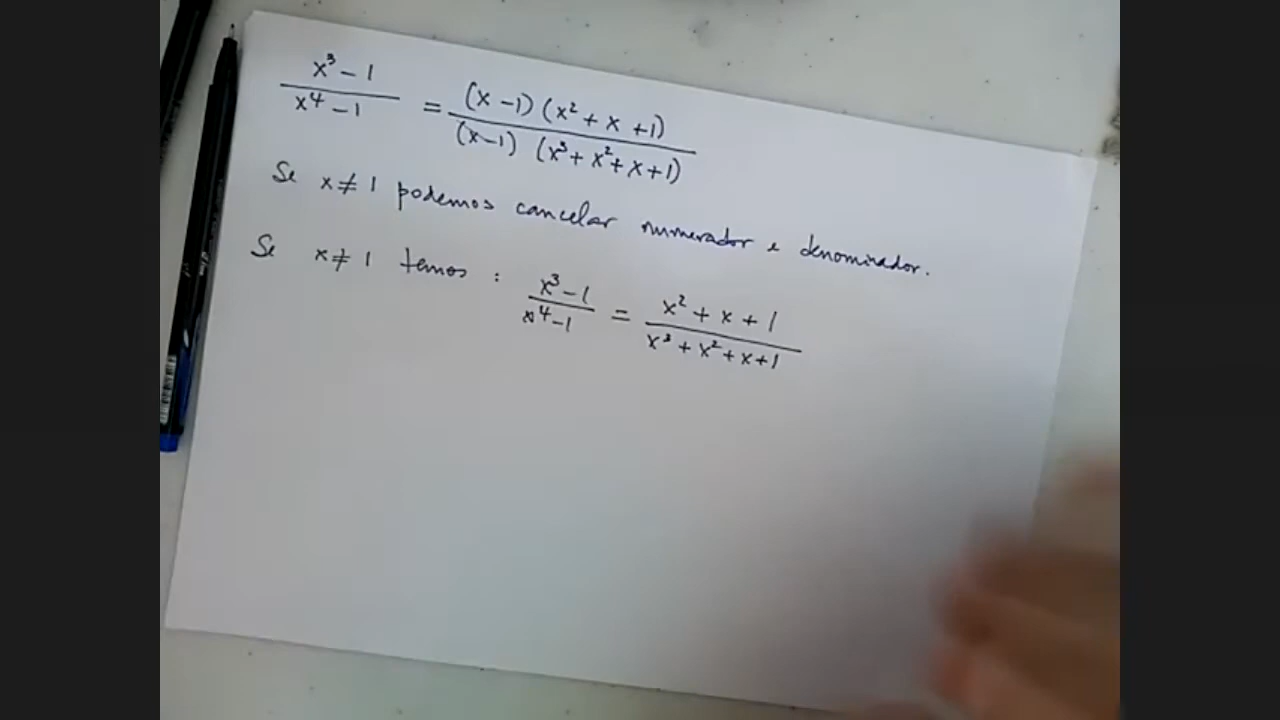 x³ - 1 / x⁴ - 1 = (x - 1) (x² + x + 1) / (x - 1) (x³ + x² + x + 1)
Se x ≠ 1 podemos cancelar numerador e denominador.
Se x ≠ 1 temos : x³ - 1 / x⁴ - 1 = x² + x + 1 / x³ + x² + x + 1